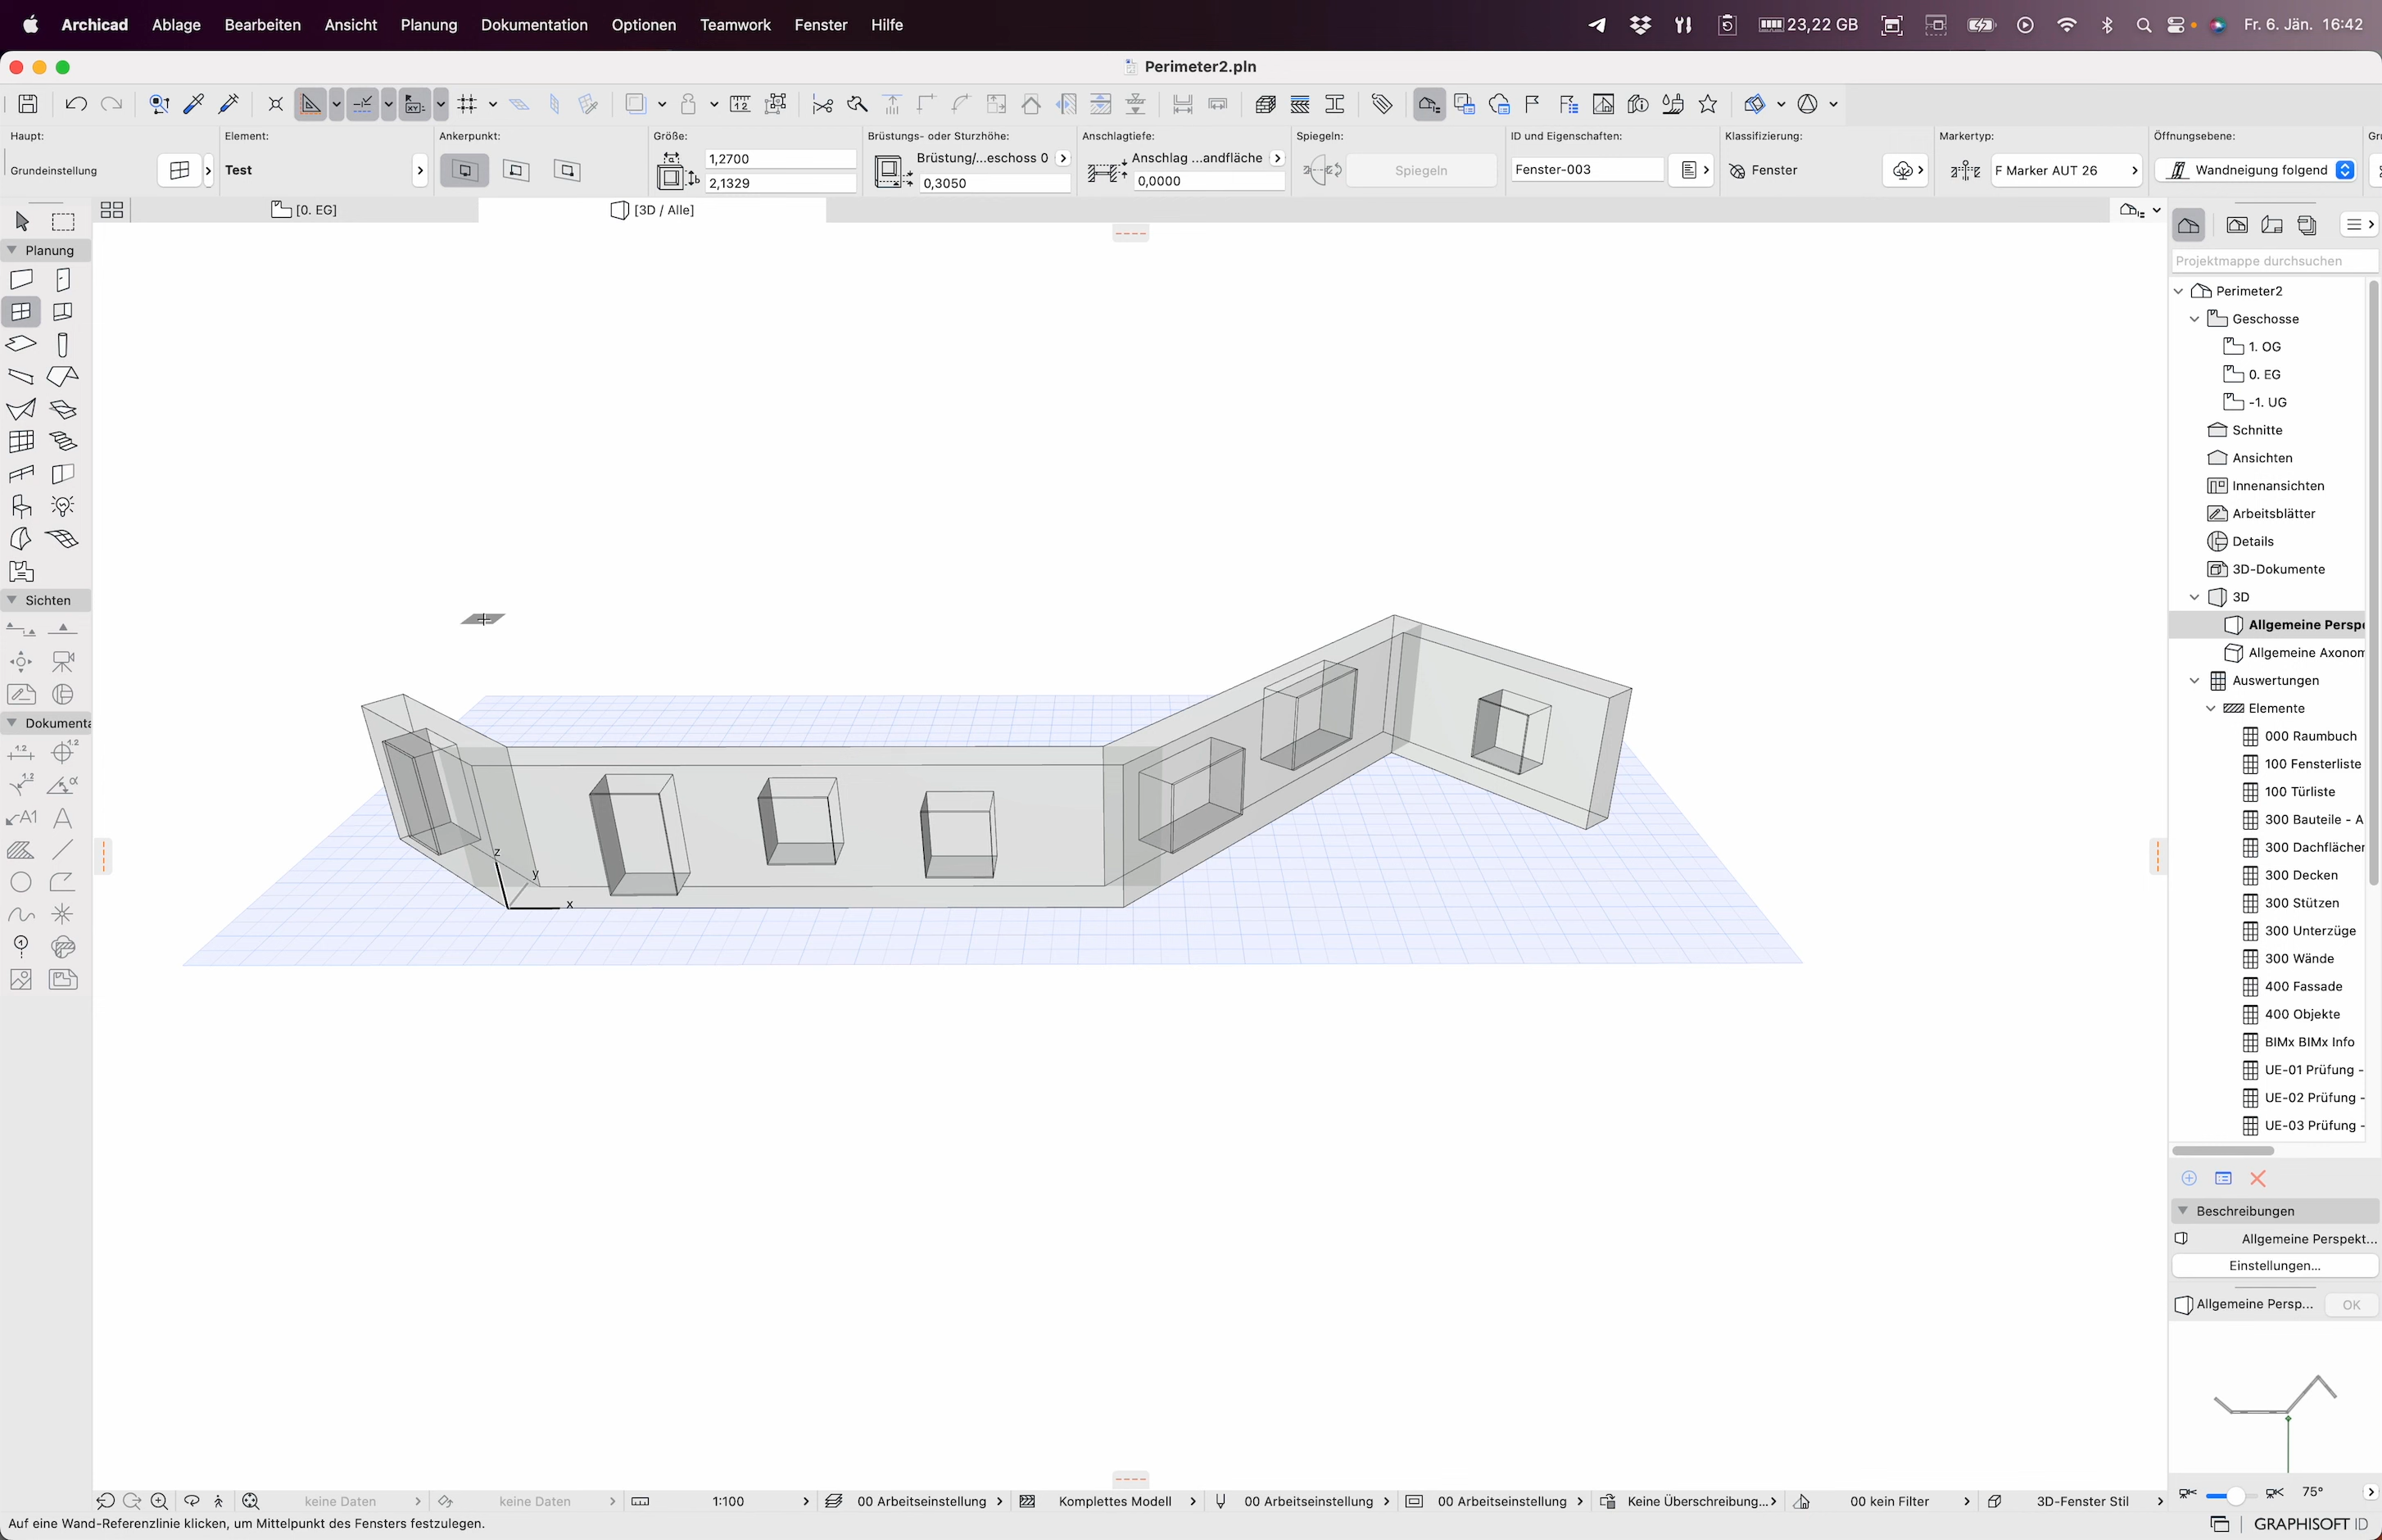 Archicad Ablage Bearbeiten Ansicht Planung Dokumentation Optionen Teamwork Fenster Hilfe 23,22 GB Fr. 6. Jän. 16:42
Perimeter2.pln
Haupt: Element: Ankerpunkt: Größe: Brüstungs- oder Sturzhöhe: Anschlagtiefe: Spiegeln: ID und Eigenschaften: Klassifizierung: Markertyp: Öffnungsebene:
1,2700 Brüstung/...eschoss 0 Anschlag ...andfläche
Grundeinstellung Test Spiegeln Fenster-003 Fenster F Marker AUT 26 Wandneigung folgend
2,1329 0,3050 0,0000
[0. EG] [3D / Alle]
Planung
Sichten
Dokumenta
1.2 1.2
1.2 α
A1 A
1
z
y
x
Projektmappe durchsuchen
Perimeter2
Geschosse
1. OG
0. EG
-1. UG
Schnitte
Ansichten
Innenansichten
Arbeitsblätter
Details
3D-Dokumente
3D
Allgemeine Perspe
Allgemeine Axonom
Auswertungen
Elemente
000 Raumbuch
100 Fensterliste
100 Türliste
300 Bauteile - A
300 Dachflächen
300 Decken
300 Stützen
300 Unterzüge
300 Wände
400 Fassade
400 Objekte
BIMx BIMx Info
UE-01 Prüfung -
UE-02 Prüfung -
UE-03 Prüfung -
Beschreibungen
Allgemeine Perspekt...
Einstellungen...
Allgemeine Persp... OK
75°
keine Daten keine Daten 1:100 00 Arbeitseinstellung Komplettes Modell 00 Arbeitseinstellung 00 Arbeitseinstellung Keine Überschreibung... 00 kein Filter 3D-Fenster Stil
Auf eine Wand-Referenzlinie klicken, um Mittelpunkt des Fensters festzulegen. GRAPHISOFT ID